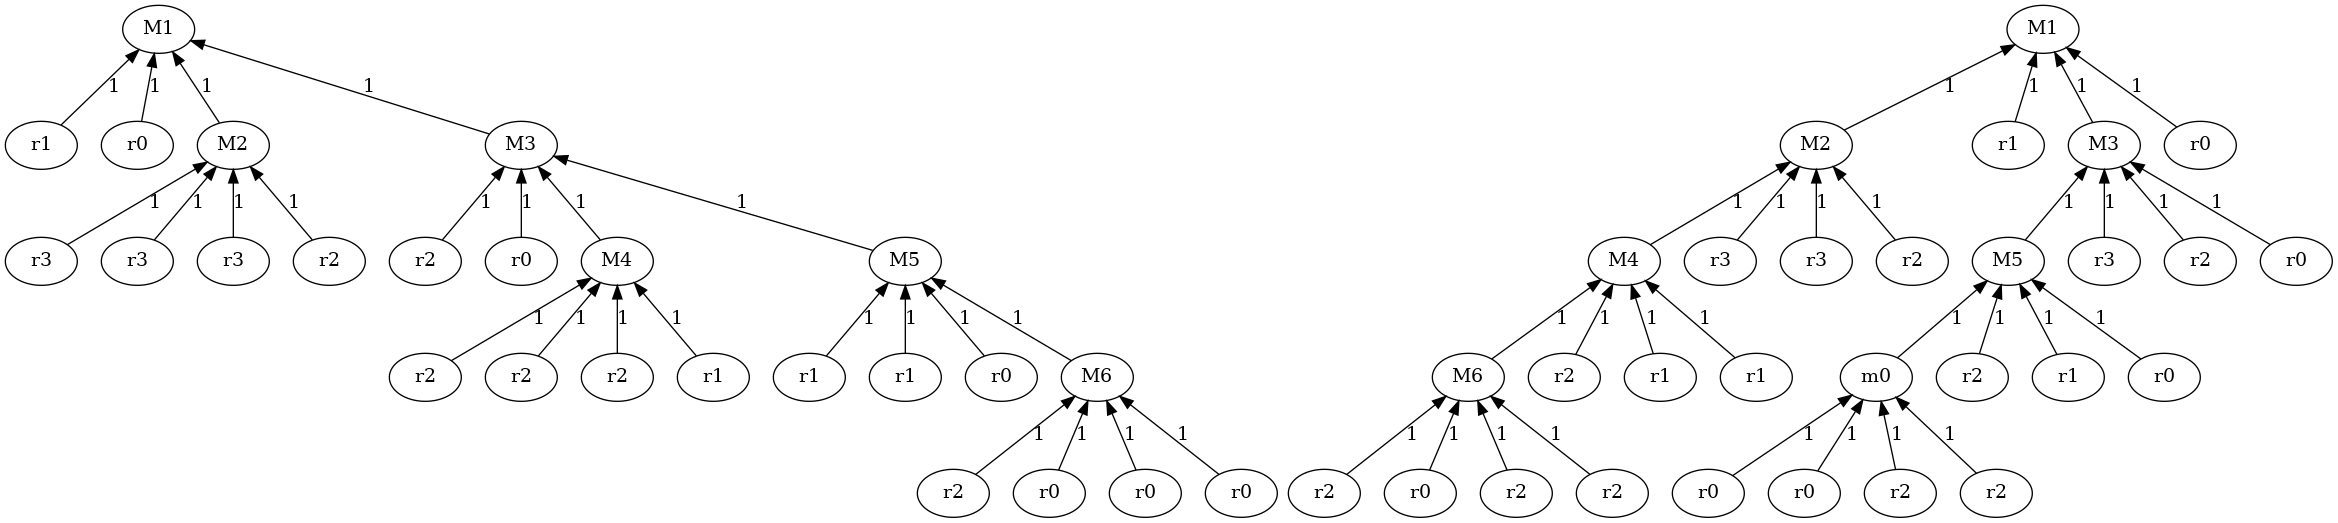 M1 M1
1 1 1 1 1 1 1 1
r1 r0 M2 M3 M2 r1 M3 r0
1 1 1 1 1 1 1 1 1 1 1 1 1 1 1 1
r3 r3 r3 r2 r2 r0 M4 M5 M4 r3 r3 r2 M5 r3 r2 r0
1 1 1 1 1 1 1 1 1 1 1 1 1 1 1 1
r2 r2 r2 r1 r1 r1 r0 M6 M6 r2 r1 r1 m0 r2 r1 r0
1 1 1 1 1 1 1 1 1 1 1 1
r2 r0 r0 r0 r2 r0 r2 r2 r0 r0 r2 r2